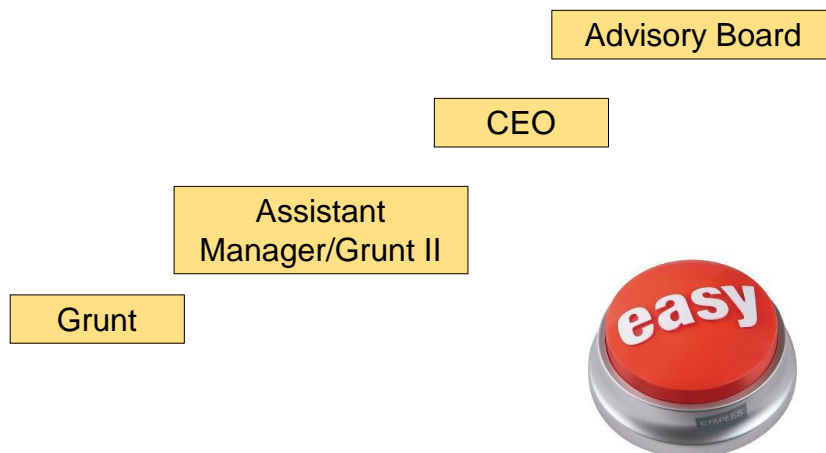 Advisory Board
CEO
Assistant
Manager/Grunt II
Grunt
easy
STAPLES